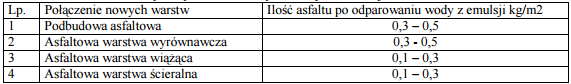 Lp. Połączenie nowych warstw Ilość asfaltu po odparowaniu wody z emulsji kg/m2
1 Podbudowa asfaltowa 0,3 – 0,5
2 Asfaltowa warstwa wyrównawcza 0,3 - 0,5
3 Asfaltowa warstwa wiążąca 0,1 – 0,3
4 Asfaltowa warstwa ścieralna 0,1 – 0,3